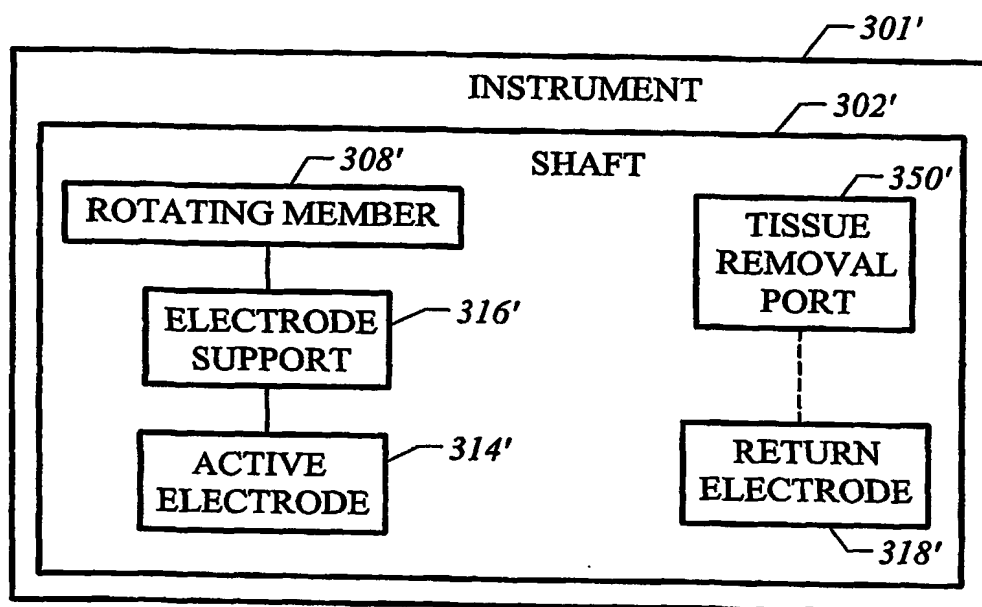 301'
INSTRUMENT
302'
SHAFT
308'
ROTATING MEMBER
350'
TISSUE
REMOVAL
PORT
316'
ELECTRODE
SUPPORT
314'
ACTIVE
ELECTRODE
RETURN
ELECTRODE
318'